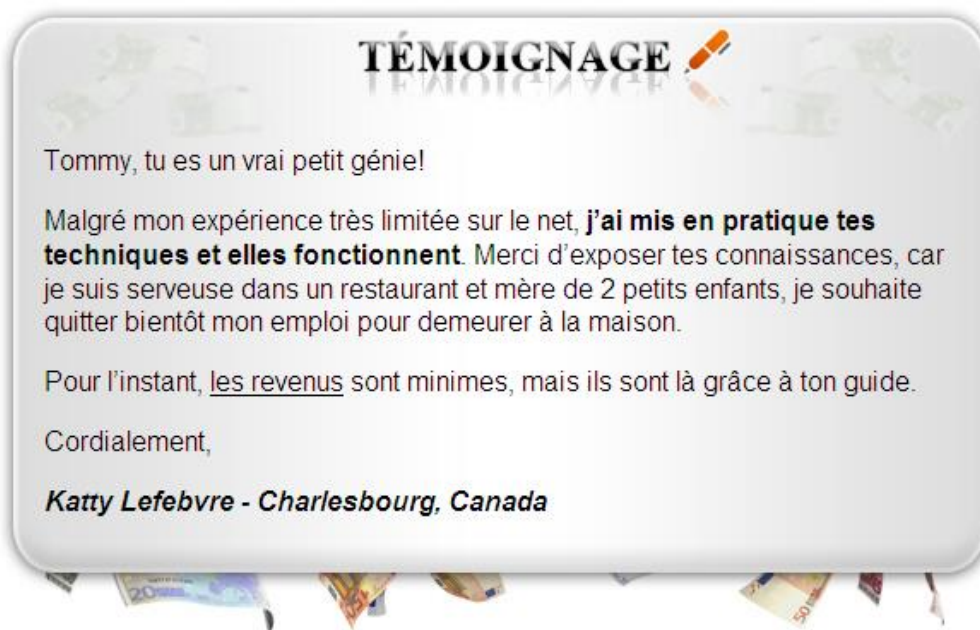 TÉMOIGNAGE
Tommy, tu es un vrai petit génie!
Malgré mon expérience très limitée sur le net, j'ai mis en pratique tes
techniques et elles fonctionnent. Merci d'exposer tes connaissances, car
je suis serveuse dans un restaurant et mère de 2 petits enfants, je souhaite
quitter bientôt mon emploi pour demeurer à la maison.
Pour l'instant, les revenus sont minimes, mais ils sont là grâce à ton guide.
Cordialement,
Katty Lefebvre - Charlesbourg, Canada
20
50
50